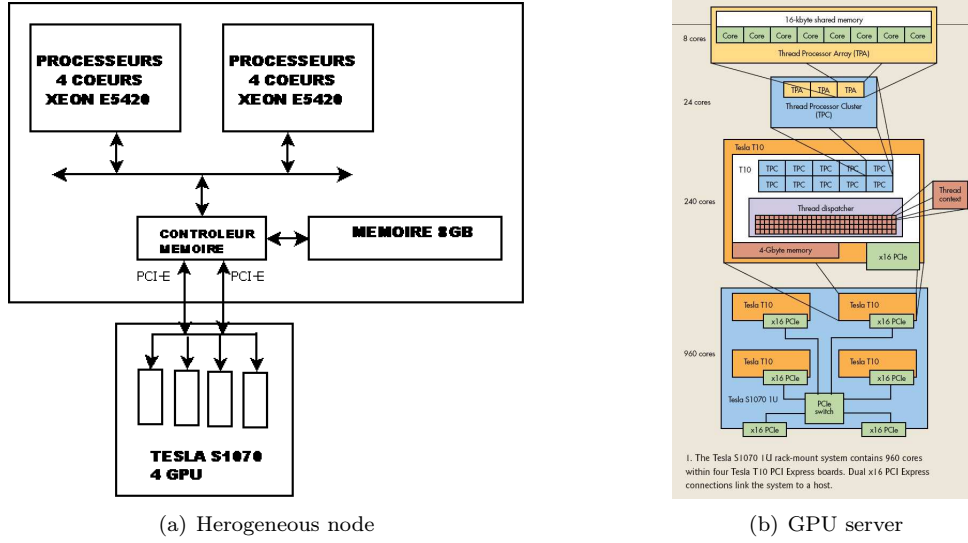 PROCESSEURS
4 COEURS
XEON E5420
PROCESSEURS
4 COEURS
XEON E5420
CONTROLEUR
MEMOIRE
MEMOIRE 8GB
PCI-E
PCI-E
TESLA S1070
4 GPU
(a) Herogeneous node
16-kbyte shared memory
8 cores
Core Core Core Core Core Core Core Core
Thread Processor Array (TPA)
TPA TPA TPA
24 cores
Thread Processor Cluster
(TPC)
Tesla T10
T10
TPC TPC TPC TPC TPC
TPC TPC TPC TPC TPC
Thread
context
240 cores
Thread dispatcher
4-Gbyte memory
x16 PCIe
Tesla T10
Tesla T10
x16 PCIe
x16 PCIe
960 cores
Tesla T10
Tesla T10
x16 PCIe
x16 PCIe
Tesla S1070 1U
PCIe
switch
x16 PCIe
x16 PCIe
1. The Tesla S1070 1U rack-mount system contains 960 cores
within four Tesla T10 PCI Express boards. Dual x16 PCI Express
connections link the system to a host.
(b) GPU server